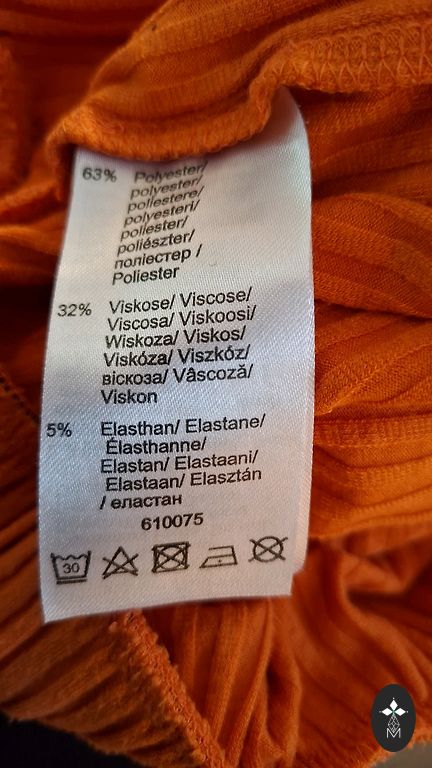 63% Polyester/
polyester/
poliestere/
polyesteri/
poliester/
poliészter/
поліестер /
Poliester
32% Viskose/ Viscose/
Viscosa/ Viskoosi/
Wiskoza/ Viskos/
Viskóza/ Viszkóz/
віскоза/ Vâscoză/
Viskon
5% Elasthan/ Elastane/
Élasthanne/
Elastan/ Elastaani/
Elastaan/ Elasztán
/ еластан
610075
30
M